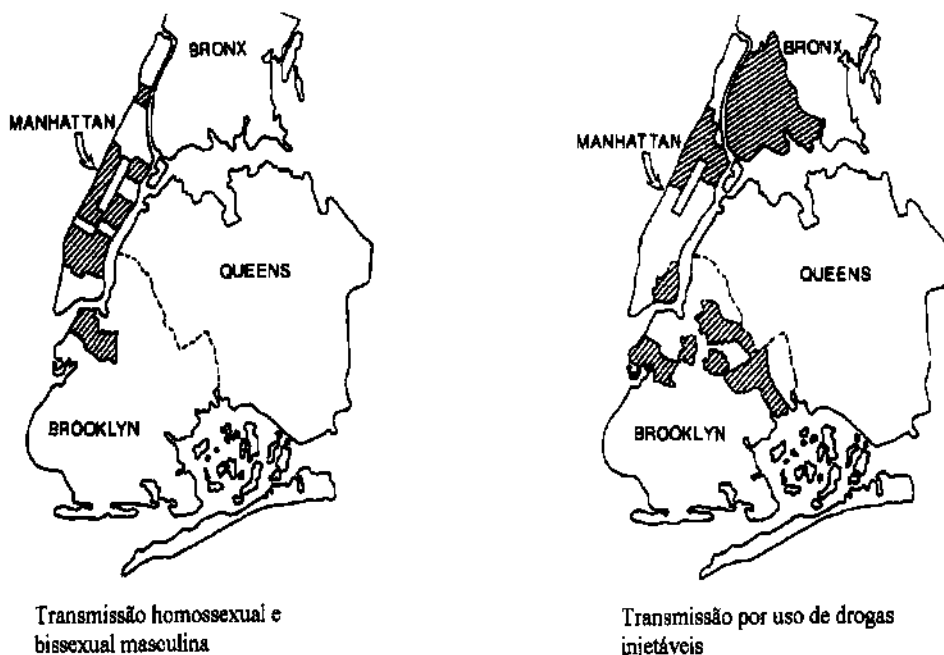 BRONX
MANHATTAN
QUEENS
BROOKLYN
Transmissão homossexual e
bissexual masculina
BRONX
MANHATTAN
QUEENS
BROOKLYN
Transmissão por uso de drogas
injetáveis